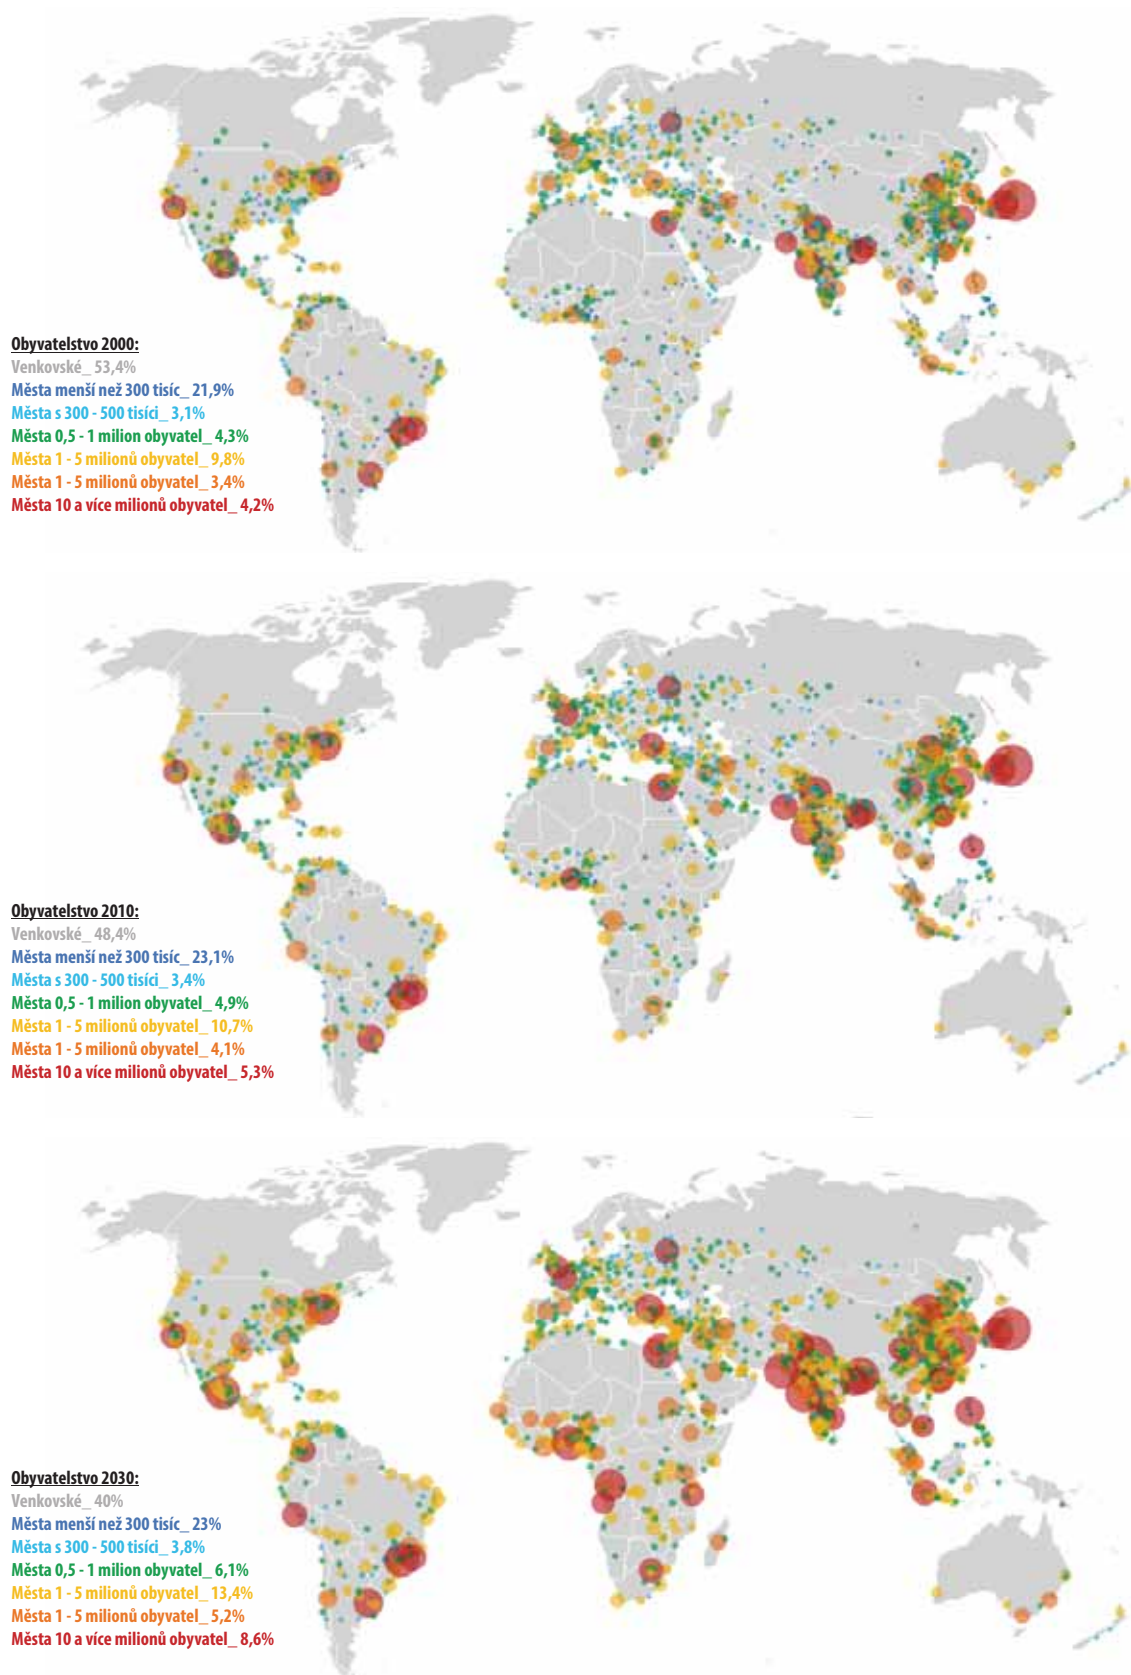 Obyvatelstvo 2000:
Venkovské_ 53,4%
Města menší než 300 tisíc_ 21,9%
Města s 300 - 500 tisíci_ 3,1%
Města 0,5 - 1 milion obyvatel_ 4,3%
Města 1 - 5 milionů obyvatel_ 9,8%
Města 1 - 5 milionů obyvatel_ 3,4%
Města 10 a více milionů obyvatel_ 4,2%
Obyvatelstvo 2010:
Venkovské_ 48,4%
Města menší než 300 tisíc_ 23,1%
Města s 300 - 500 tisíci_ 3,4%
Města 0,5 - 1 milion obyvatel_ 4,9%
Města 1 - 5 milionů obyvatel_ 10,7%
Města 1 - 5 milionů obyvatel_ 4,1%
Města 10 a více milionů obyvatel_ 5,3%
Obyvatelstvo 2030:
Venkovské_ 40%
Města menší než 300 tisíc_ 23%
Města s 300 - 500 tisíci_ 3,8%
Města 0,5 - 1 milion obyvatel_ 6,1%
Města 1 - 5 milionů obyvatel_ 13,4%
Města 1 - 5 milionů obyvatel_ 5,2%
Města 10 a více milionů obyvatel_ 8,6%